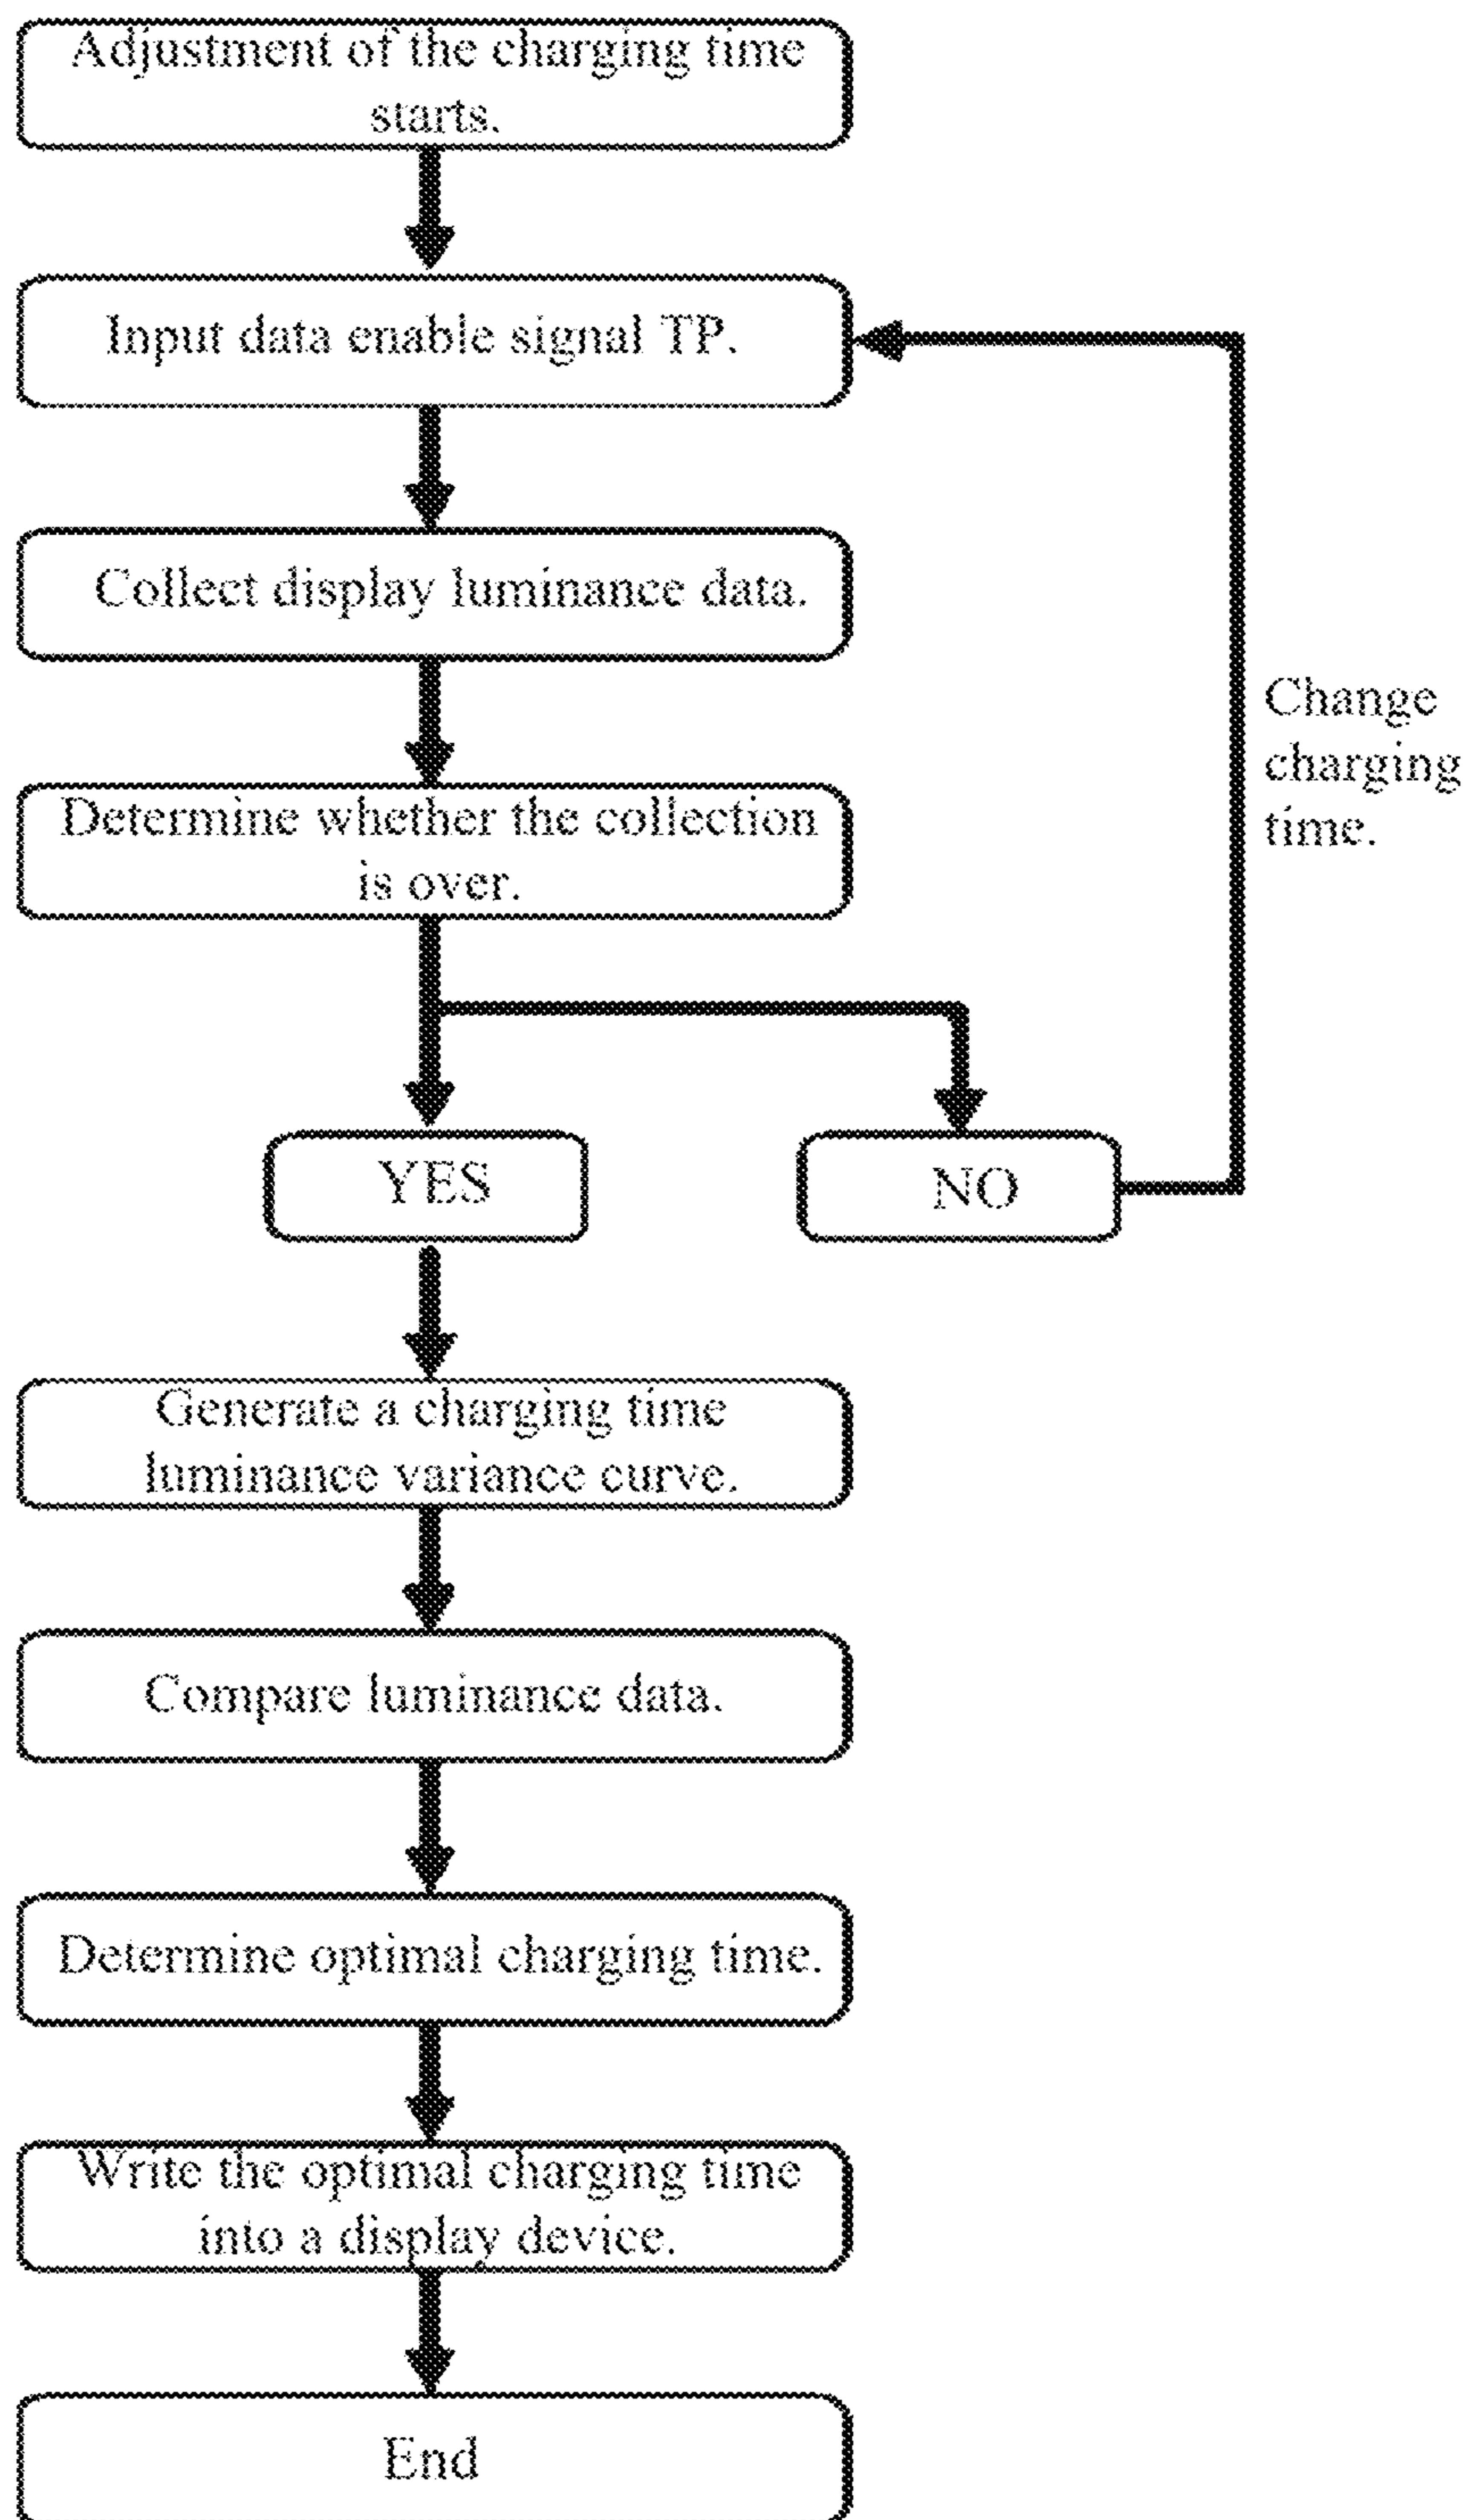 Adjustment of the charging time
starts.
Input data enable signal TP.
Collect display luminance data.
Determine whether the collection
is over.
Change
charging
time.
YES
NO
Generate a charging time
luminance variance curve.
Compare luminance data.
Determine optimal charging time.
Write the optimal charging time
into a display device.
End